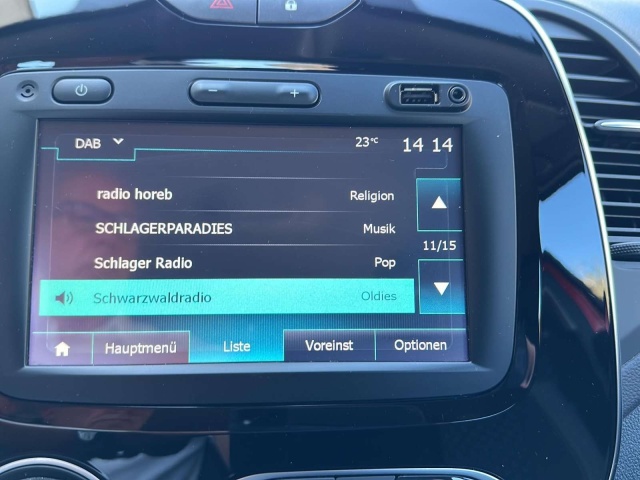 − +
DAB 23°C 14 14
radio horeb Religion
SCHLAGERPARADIES Musik
11/15
Schlager Radio Pop
Schwarzwaldradio Oldies
Hauptmenü Liste Voreinst Optionen